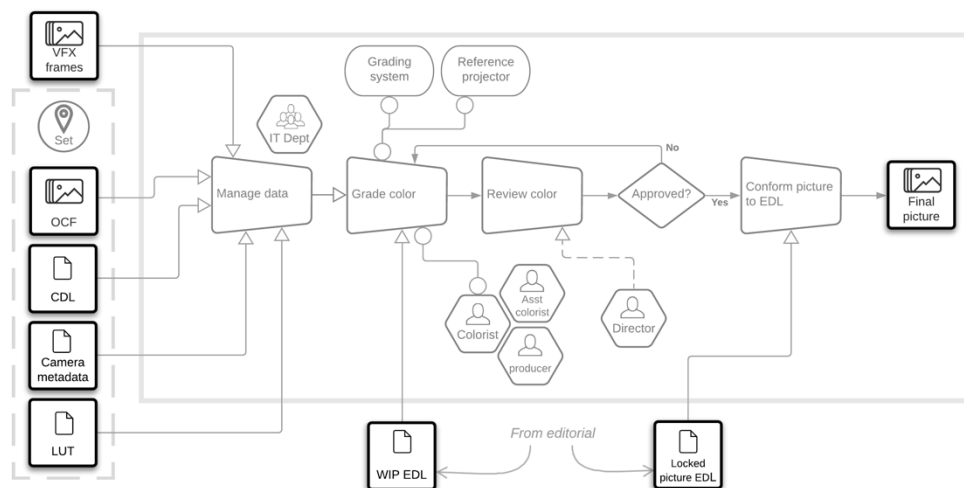 VFX
frames
Set
OCF
CDL
Camera
metadata
LUT
IT Dept
Manage data
Grading
system
Reference
projector
Grade color
Review color
No
Approved?
Yes
Conform picture
to EDL
Final
picture
Colorist
Asst
colorist
producer
Director
WIP EDL
From editorial
Locked
picture EDL